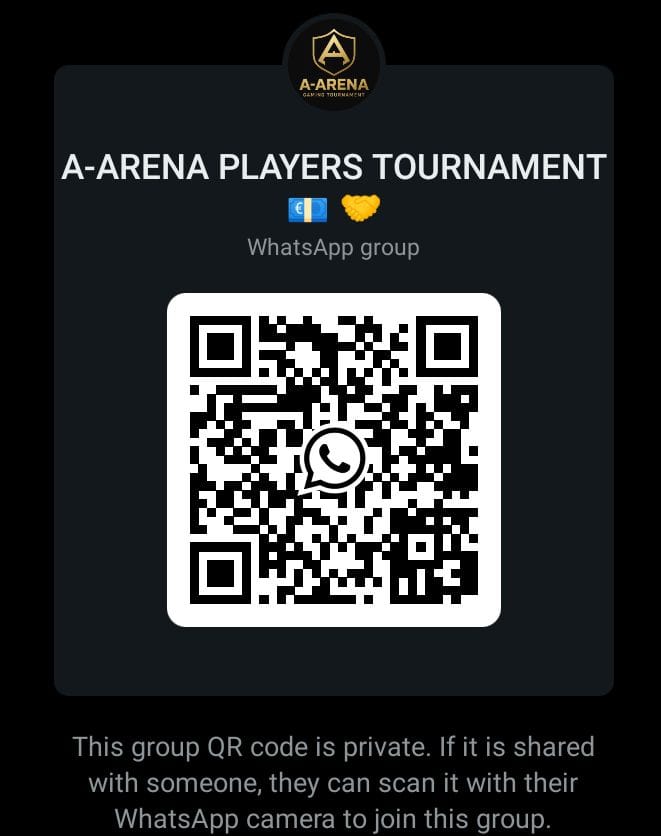 A
A-ARENA
GAMING TOURNAMENT
A-ARENA PLAYERS TOURNAMENT
💶 🤝
WhatsApp group
This group QR code is private. If it is shared
with someone, they can scan it with their
WhatsApp camera to join this group.